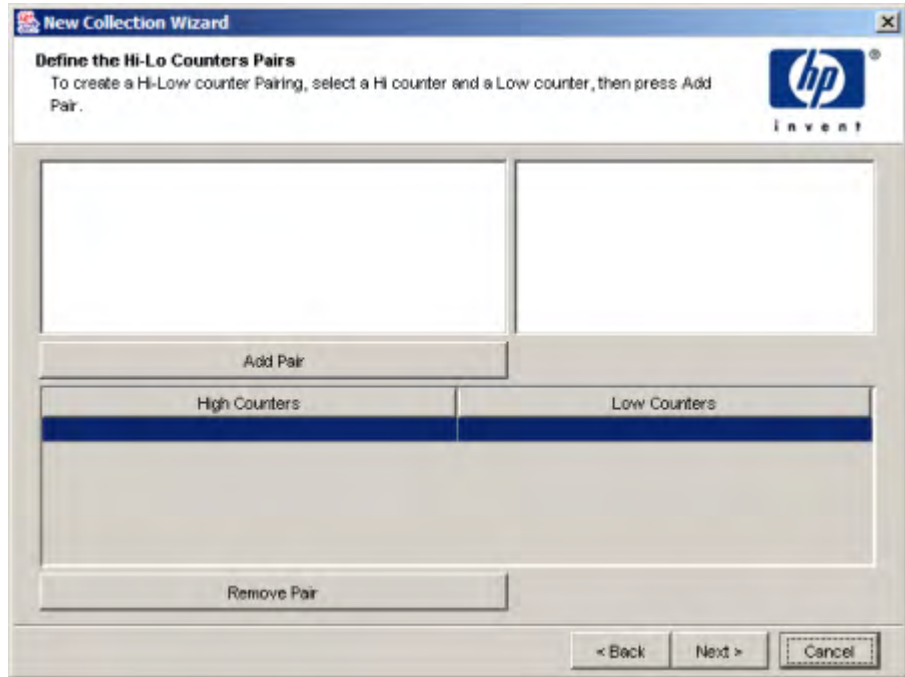 New Collection Wizard
Define the Hi-Lo Counters Pairs
To create a Hi-Low counter Pairing, select a Hi counter and a Low counter, then press Add
Pair.
hp
®
invent
Add Pair
High Counters Low Counters
Remove Pair
< Back Next > Cancel